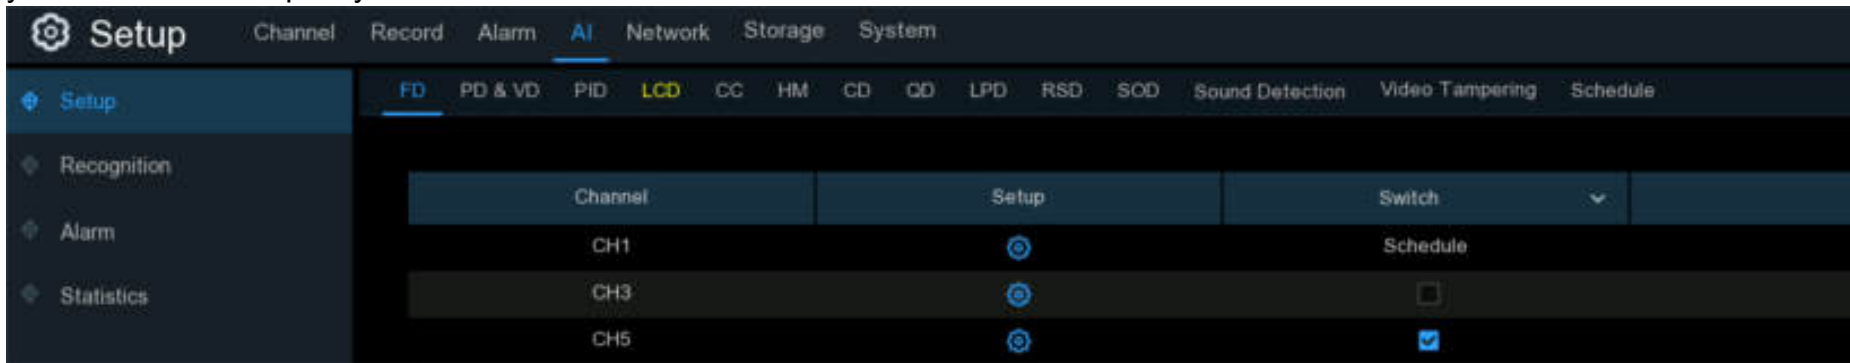 Setup Channel Record Alarm AI Network Storage System
Setup FD PD & VD PID LCD CC HM CD QD LPD RSD SOD Sound Detection Video Tampering Schedule
Recognition
Channel Setup Switch
Alarm
CH1 Schedule
Statistics
CH3
CH5